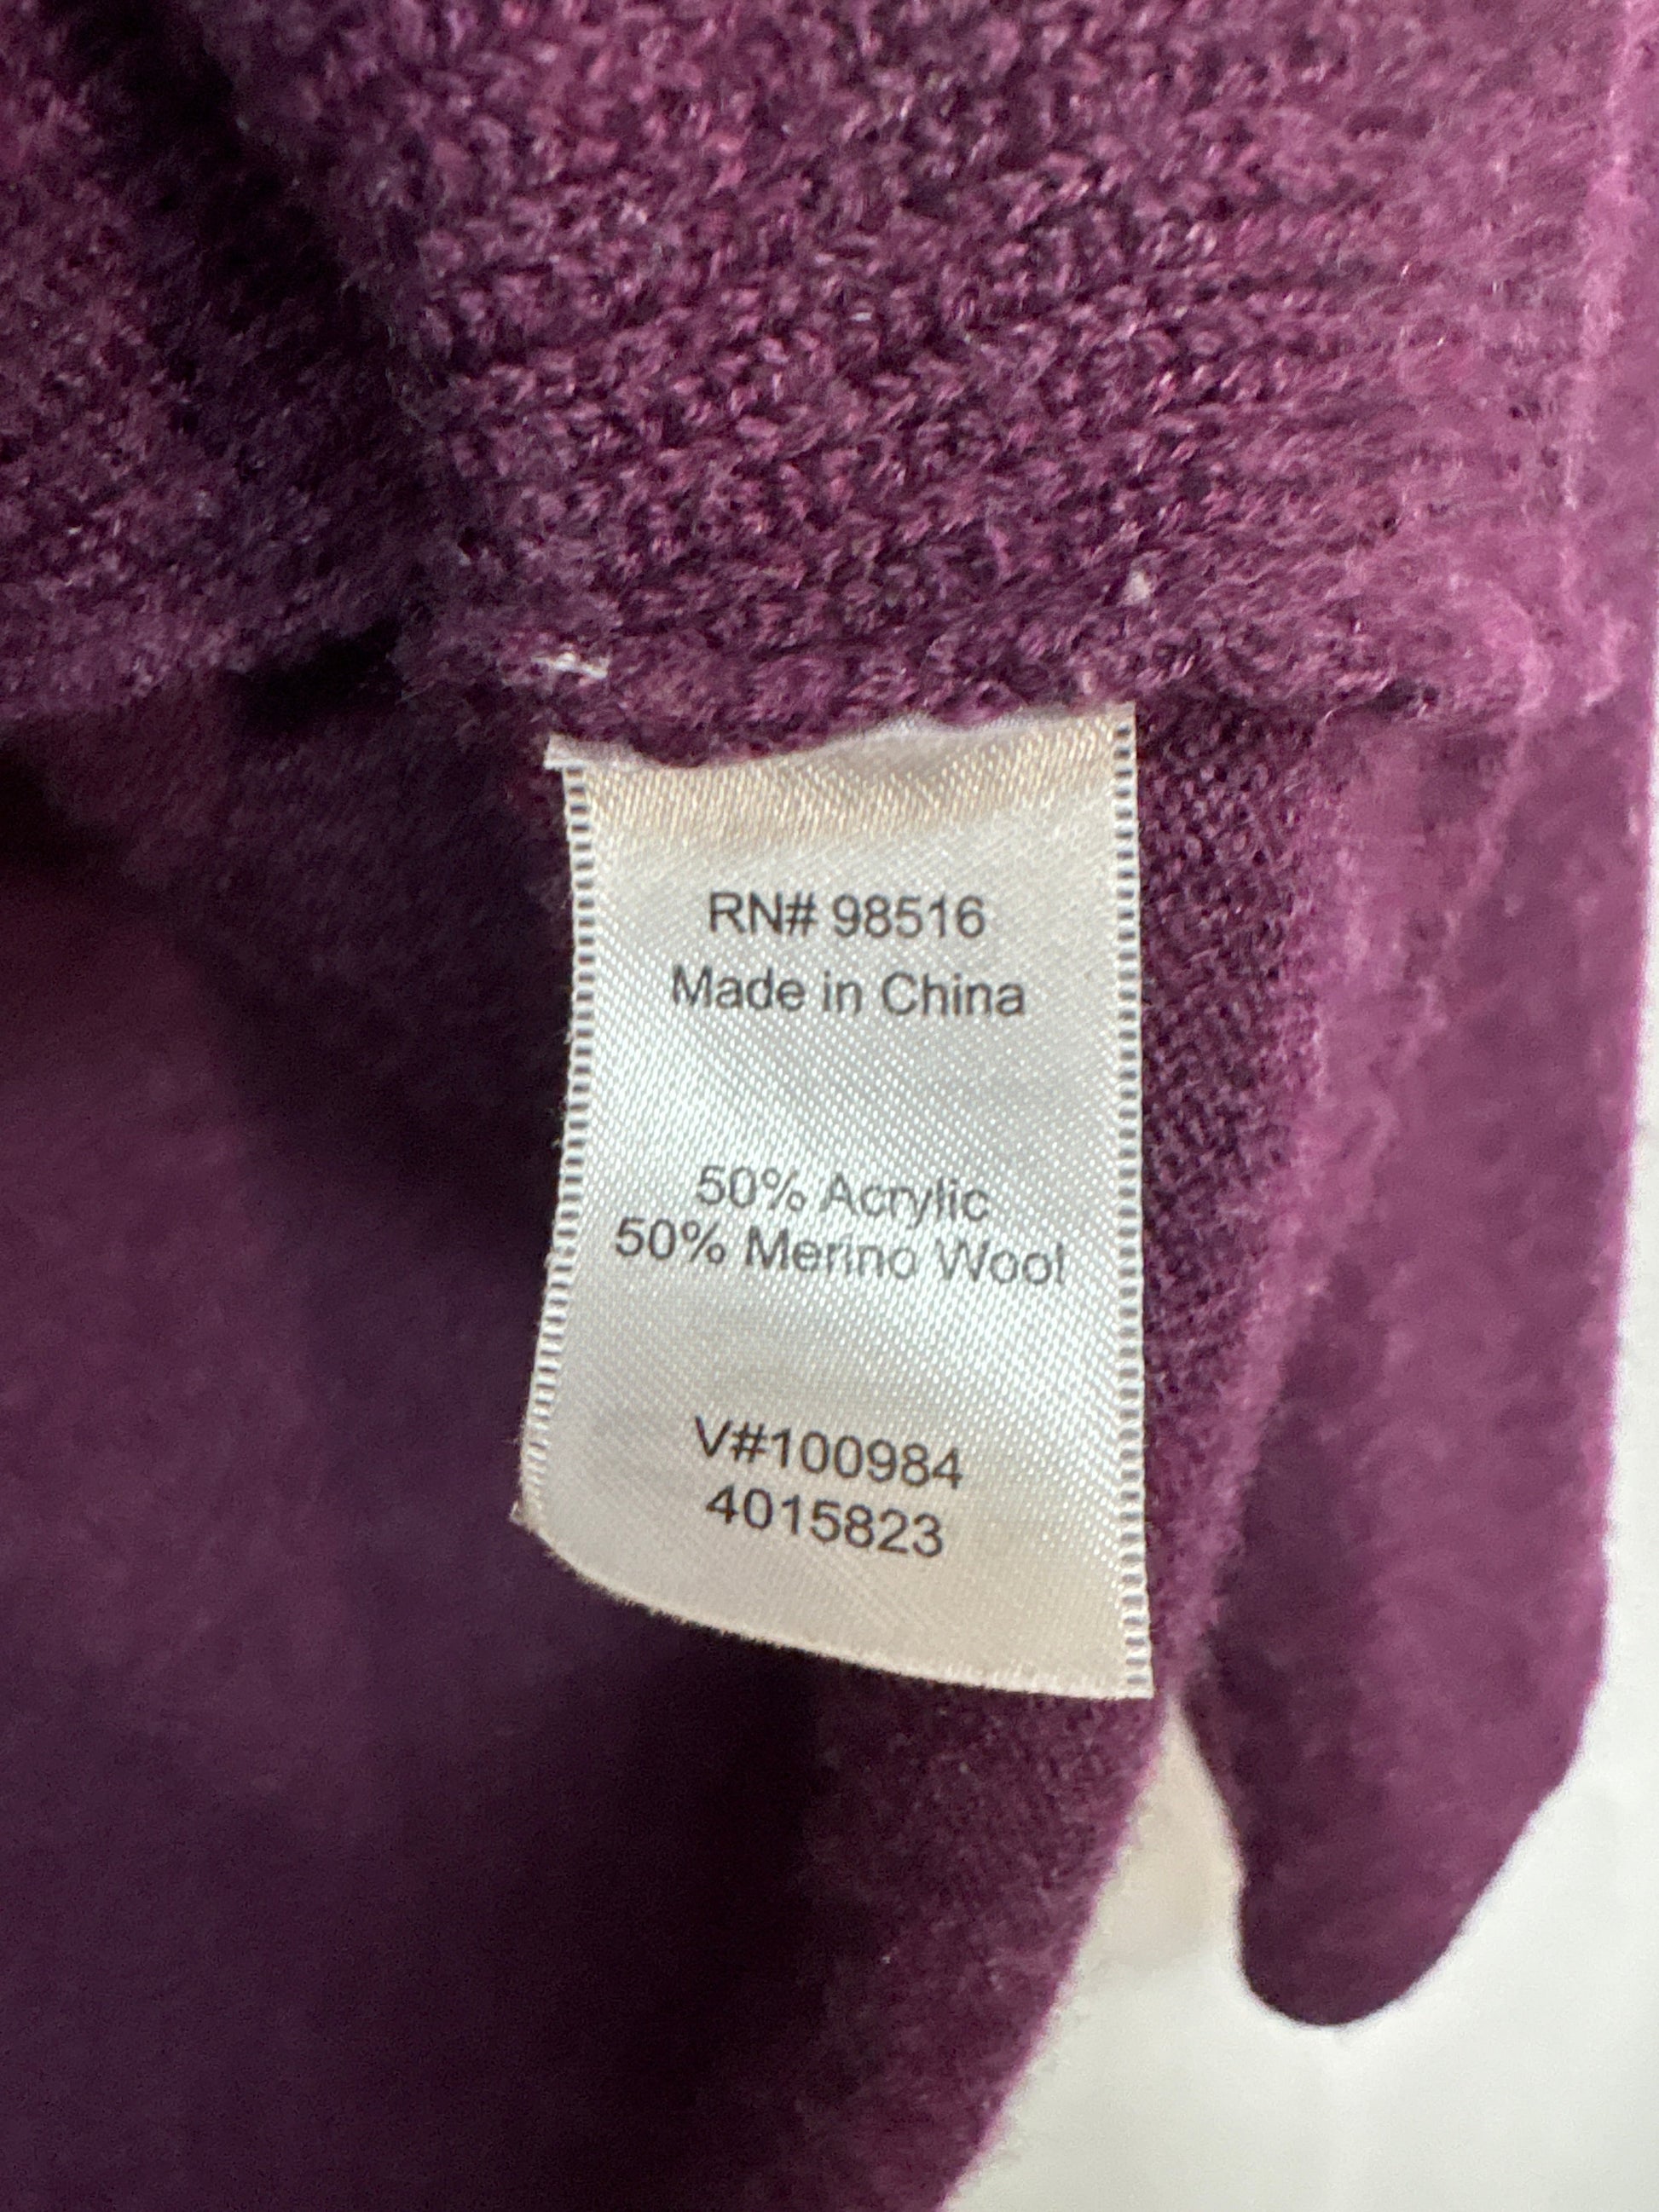 RN# 98516
Made in China
50% Acrylic
50% Merino Wool
V#100984
4015823